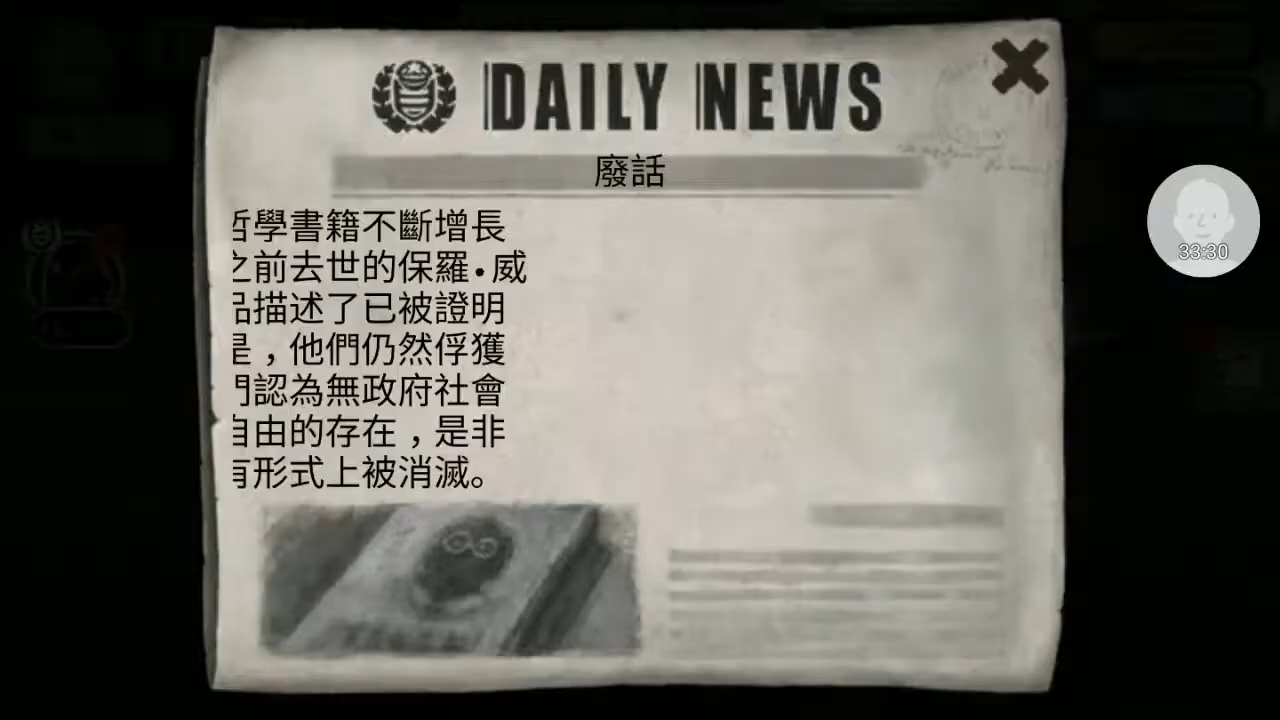 DAILY NEWS
廢話
哲學書籍不斷增長
之前去世的保羅•威
品描述了已被證明
是，他們仍然俘獲
們認為無政府社會
自由的存在，是非
有形式上被消滅。
33:30